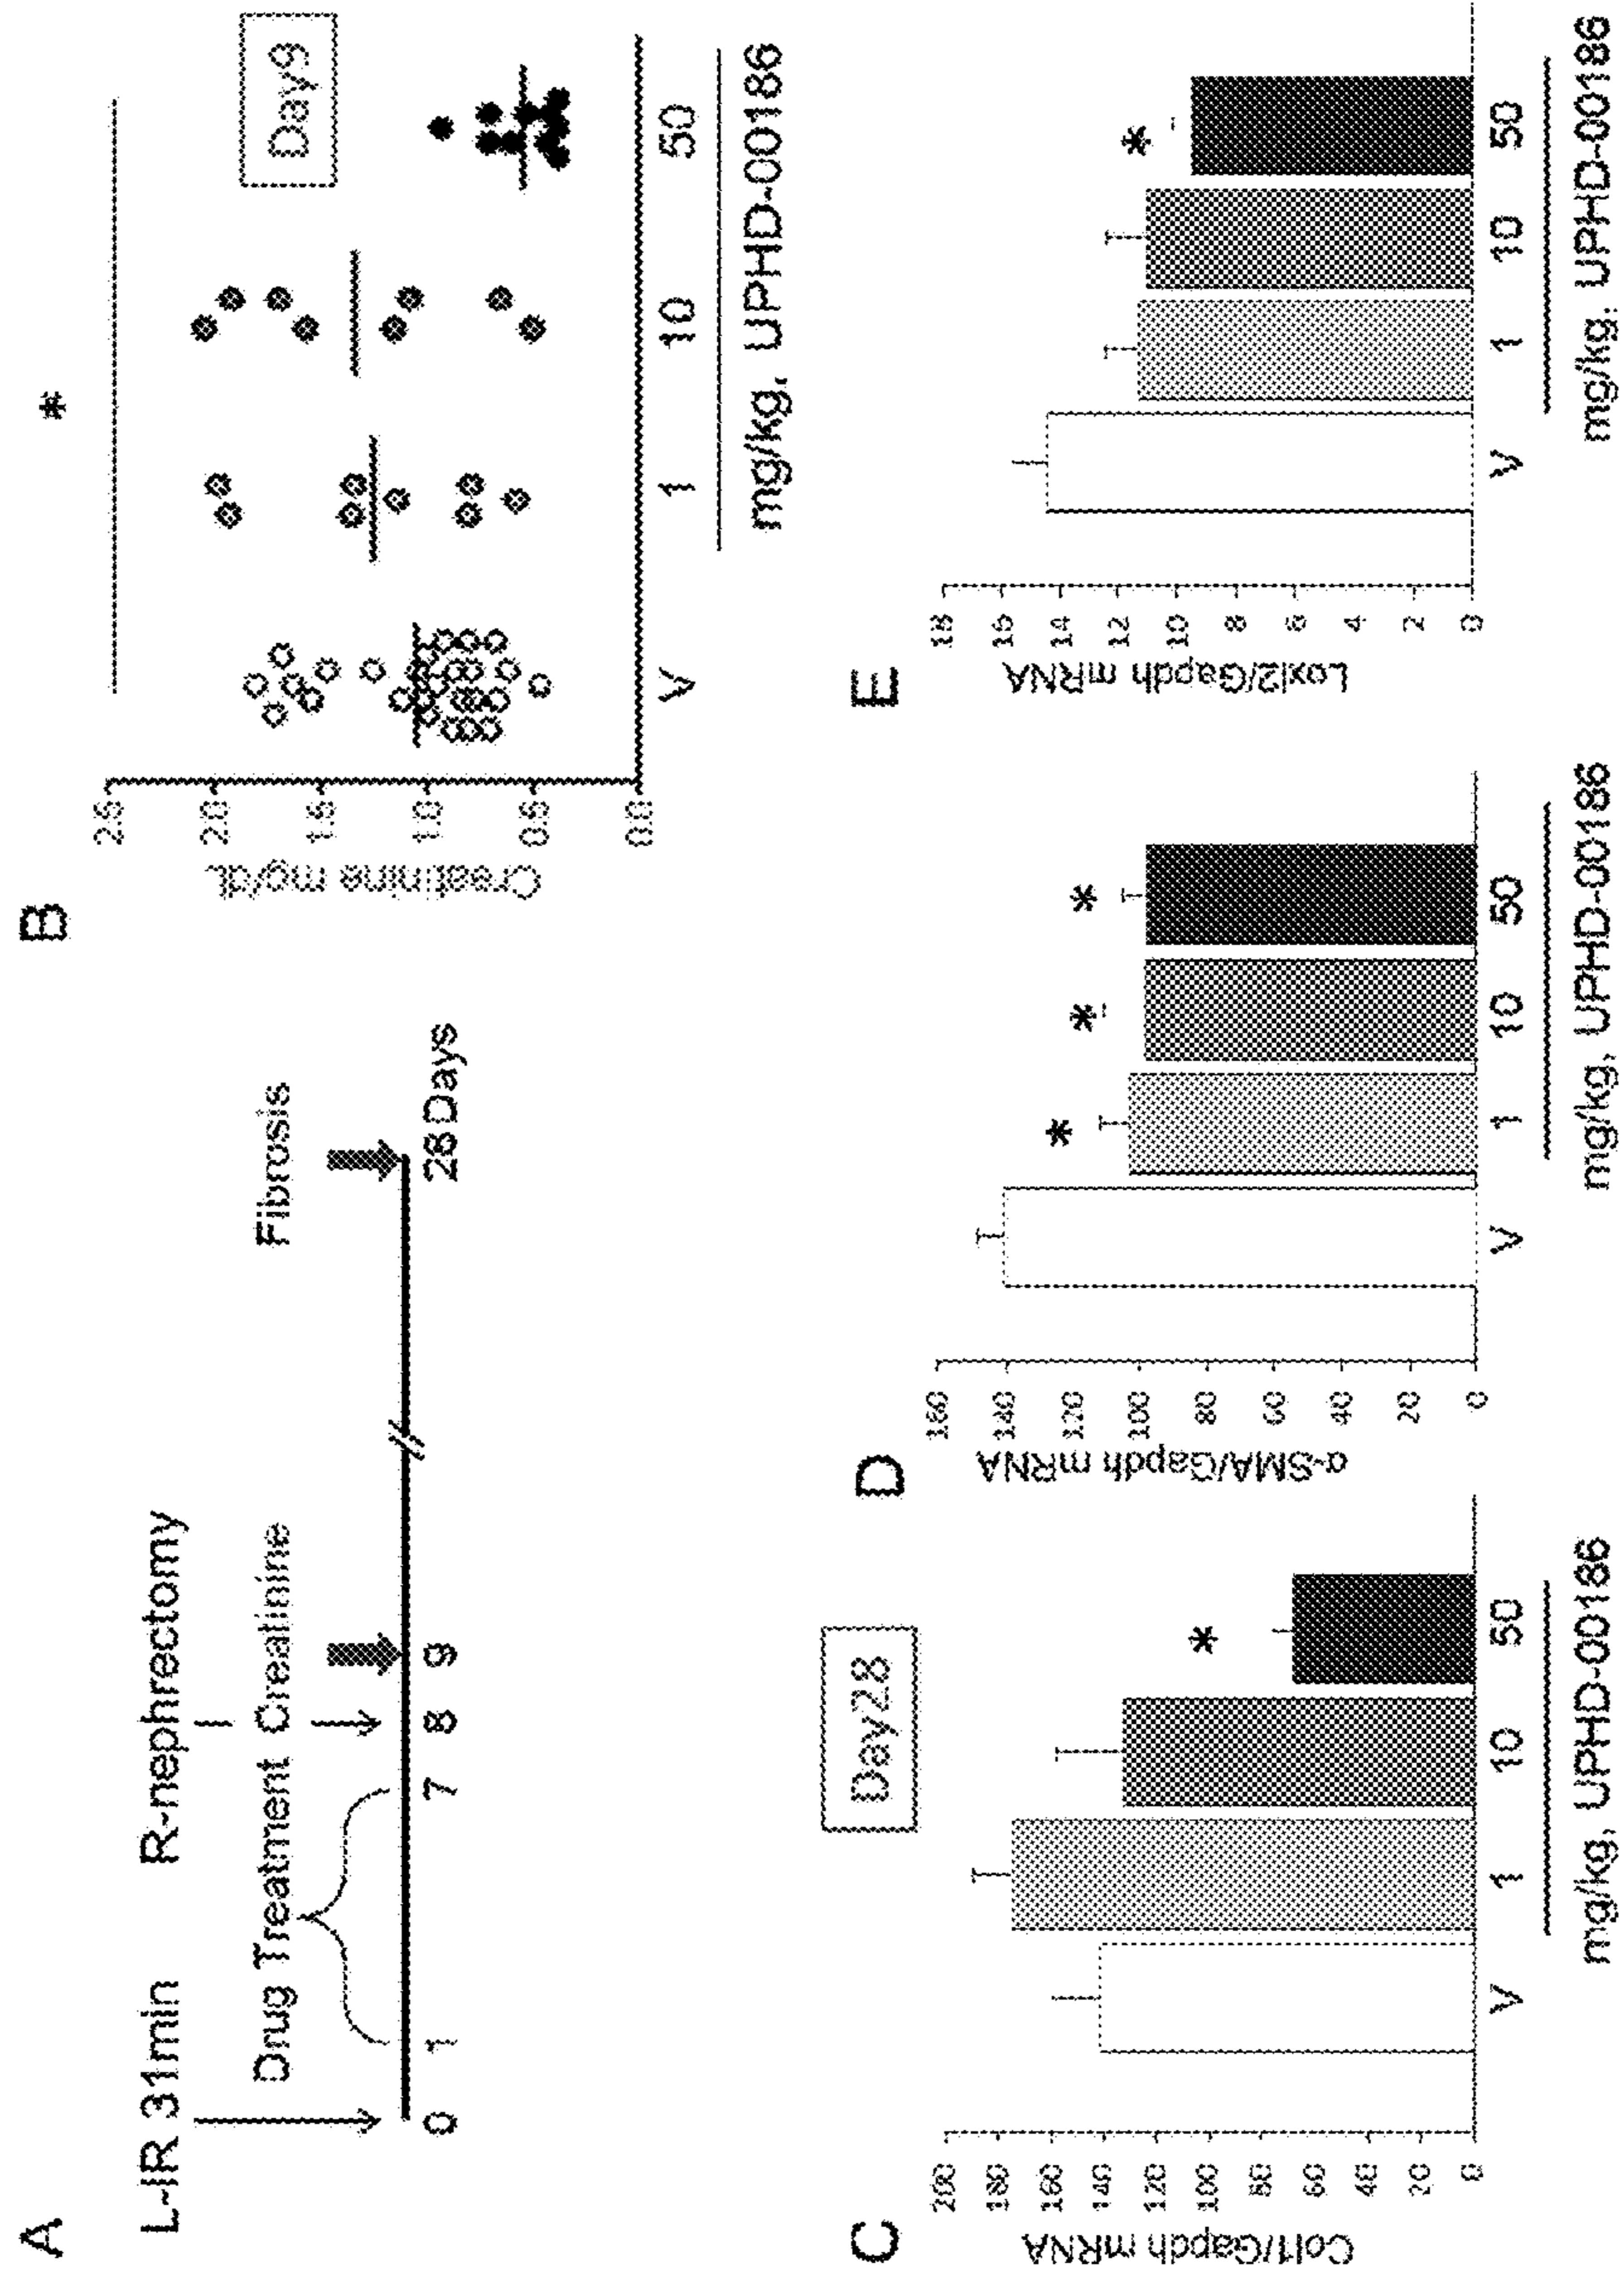 A
L-IR 31min
R-nephrectomy
Drug Treatment
Creatinine
Fibrosis
0
1
7
8
9
28 Days
B
*
Day9
Creatinine mg/dL
2.5
2.0
1.5
1.0
0.5
0.0
V
1
10
50
mg/kg, UPHD-00186
C
Day28
Col1/Gapdh mRNA
200
180
160
140
120
100
80
60
40
20
0
*
V
1
10
50
mg/kg, UPHD-00186
D
α-SMA/Gapdh mRNA
160
140
120
100
80
60
40
20
0
*
*
*
V
1
10
50
mg/kg, UPHD-00186
E
Loxl2/Gapdh mRNA
18
16
14
12
10
8
6
4
2
0
*
V
1
10
50
mg/kg, UPHD-00186